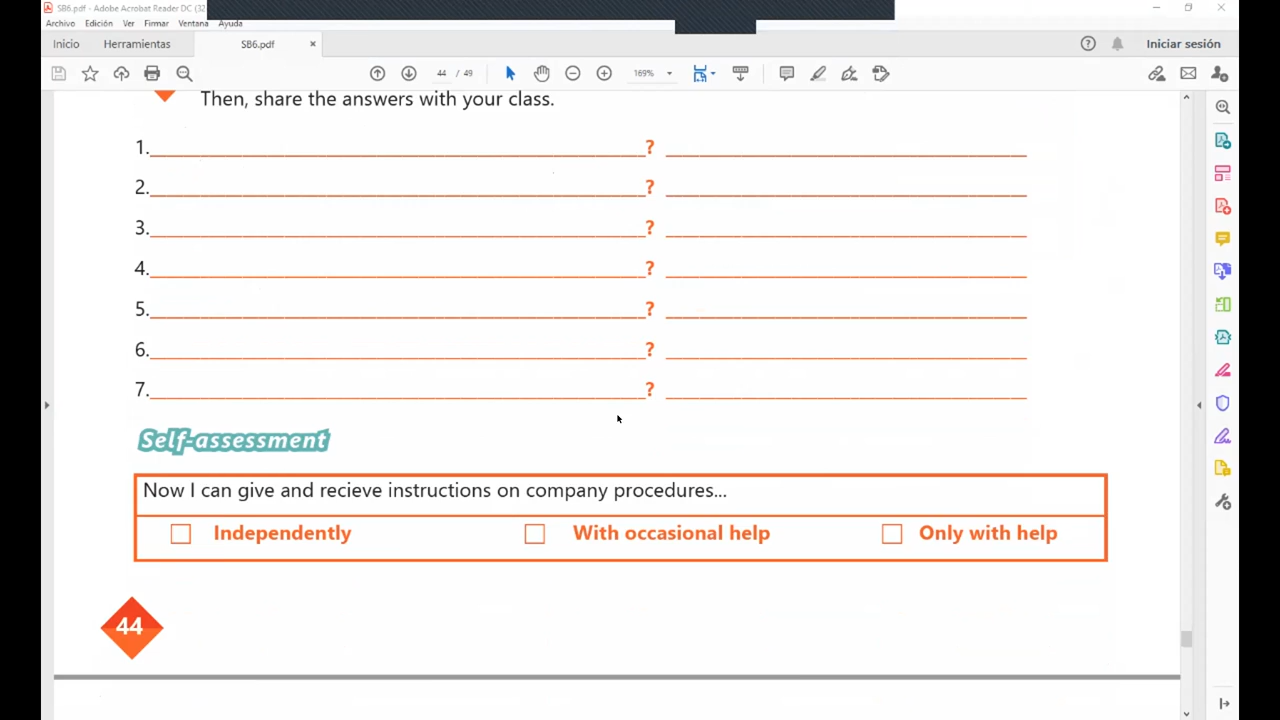 SB6.pdf - Adobe Acrobat Reader DC (32
Archivo Edición Ver Firmar Ventana Ayuda
Inicio Herramientas SB6.pdf × Iniciar sesión
44 / 49 169%
Then, share the answers with your class.
1. ?
2. ?
3. ?
4. ?
5. ?
6. ?
7. ?
Self-assessment
Now I can give and recieve instructions on company procedures...
Independently With occasional help Only with help
44